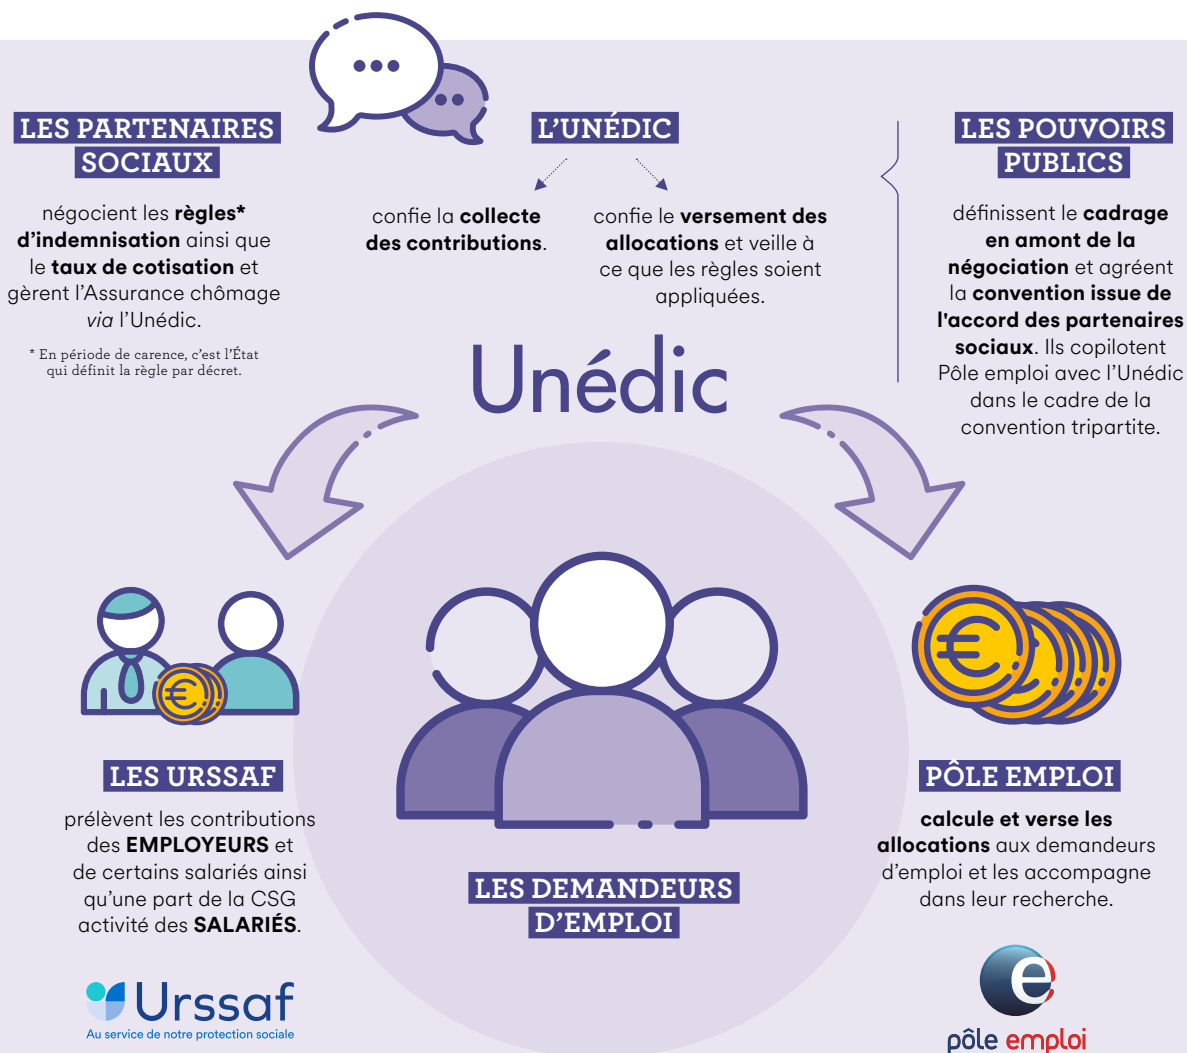 LES PARTENAIRES
SOCIAUX
négocient les règles*
d'indemnisation ainsi que
le taux de cotisation et
gèrent l'Assurance chômage
via l'Unédic.
* En période de carence, c'est l'État
qui définit la règle par décret.
L'UNÉDIC
confie la collecte
des contributions.
confie le versement des
allocations et veille à
ce que les règles soient
appliquées.
LES POUVOIRS
PUBLICS
définissent le cadrage
en amont de la
négociation et agréent
la convention issue de
l'accord des partenaires
sociaux. Ils copilotent
Pôle emploi avec l'Unédic
dans le cadre de la
convention tripartite.
Unédic
LES URSSAF
prélèvent les contributions
des EMPLOYEURS et
de certains salariés ainsi
qu'une part de la CSG
activité des SALARIÉS.
Urssaf
Au service de notre protection sociale
LES DEMANDEURS
D'EMPLOI
PÔLE EMPLOI
calcule et verse les
allocations aux demandeurs
d'emploi et les accompagne
dans leur recherche.
e
pôle emploi